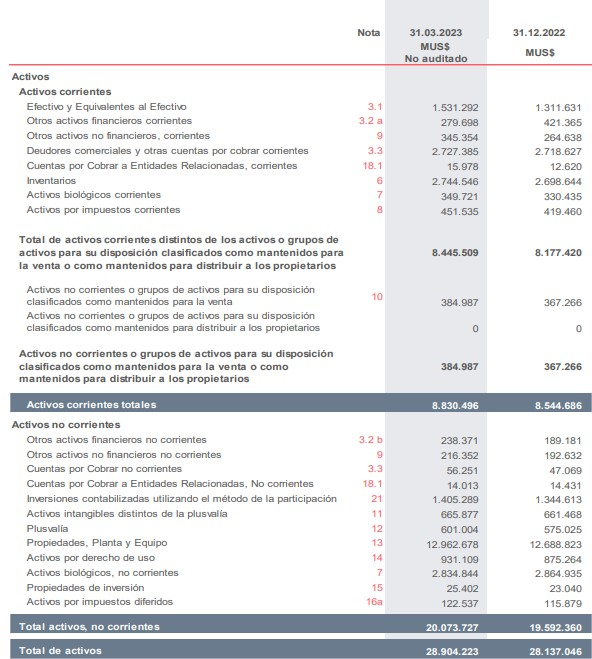 Nota 31.03.2023 31.12.2022
MUS$ MUS$
No auditado
Activos
Activos corrientes
Efectivo y Equivalentes al Efectivo 3.1 1.531.292 1.311.631
Otros activos financieros corrientes 3.2 a 279.698 421.365
Otros activos no financieros, corrientes 9 345.354 264.638
Deudores comerciales y otras cuentas por cobrar corrientes 3.3 2.727.385 2.718.627
Cuentas por Cobrar a Entidades Relacionadas, corrientes 18.1 15.978 12.620
Inventarios 6 2.744.546 2.698.644
Activos biológicos corrientes 7 349.721 330.435
Activos por impuestos corrientes 8 451.535 419.460
Total de activos corrientes distintos de los activos o grupos de
activos para su disposición clasificados como mantenidos para 8.445.509 8.177.420
la venta o como mantenidos para distribuir a los propietarios
Activos no corrientes o grupos de activos para su disposición 10
clasificados como mantenidos para la venta 384.987 367.266
Activos no corrientes o grupos de activos para su disposición
clasificados como mantenidos para distribuir a los propietarios 0 0
Activos no corrientes o grupos de activos para su disposición
clasificados como mantenidos para la venta o como 384.987 367.266
mantenidos para distribuir a los propietarios
Activos corrientes totales 8.830.496 8.544.686
Activos no corrientes
Otros activos financieros no corrientes 3.2 b 238.371 189.181
Otros activos no financieros no corrientes 9 216.352 192.632
Cuentas por Cobrar no corrientes 3.3 56.251 47.069
Cuentas por Cobrar a Entidades Relacionadas, No corrientes 18.1 14.013 14.431
Inversiones contabilizadas utilizando el método de la participación 21 1.405.289 1.344.613
Activos intangibles distintos de la plusvalía 11 665.877 661.468
Plusvalía 12 601.004 575.025
Propiedades, Planta y Equipo 13 12.962.678 12.688.823
Activos por derecho de uso 14 931.109 875.264
Activos biológicos, no corrientes 7 2.834.844 2.864.935
Propiedades de inversión 15 25.402 23.040
Activos por impuestos diferidos 16a 122.537 115.879
Total activos, no corrientes 20.073.727 19.592.360
Total de activos 28.904.223 28.137.046